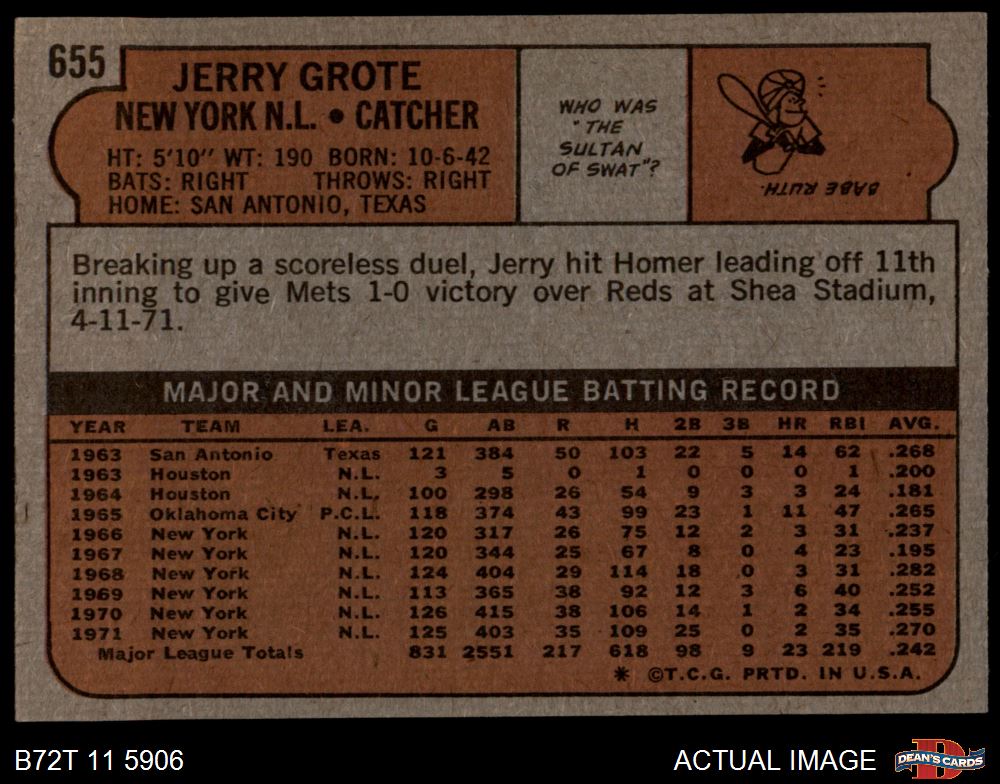 655
JERRY GROTE
NEW YORK N.L. • CATCHER
HT: 5'10" WT: 190 BORN: 10-6-42
BATS: RIGHT THROWS: RIGHT
HOME: SAN ANTONIO, TEXAS
WHO WAS
"THE
SULTAN
OF SWAT"?
BABE RUTH.
Breaking up a scoreless duel, Jerry hit Homer leading off 11th
inning to give Mets 1-0 victory over Reds at Shea Stadium,
4-11-71.
MAJOR AND MINOR LEAGUE BATTING RECORD
YEAR TEAM LEA. G AB R H 2B 3B HR RBI AVG.
1963 San Antonio Texas 121 384 50 103 22 5 14 62 .268
1963 Houston N.L. 3 5 0 1 0 0 0 1 .200
1964 Houston N.L. 100 298 26 54 9 3 3 24 .181
1965 Oklahoma City P.C.L. 118 374 43 99 23 1 11 47 .265
1966 New York N.L. 120 317 26 75 12 2 3 31 .237
1967 New York N.L. 120 344 25 67 8 0 4 23 .195
1968 New York N.L. 124 404 29 114 18 0 3 31 .282
1969 New York N.L. 113 365 38 92 12 3 6 40 .252
1970 New York N.L. 126 415 38 106 14 1 2 34 .255
1971 New York N.L. 125 403 35 109 25 0 2 35 .270
Major League Totals 831 2551 217 618 98 9 23 219 .242
* ©T.C.G. PRTD. IN U.S.A.
B72T 11 5906
ACTUAL IMAGE
DEAN'S CARDS